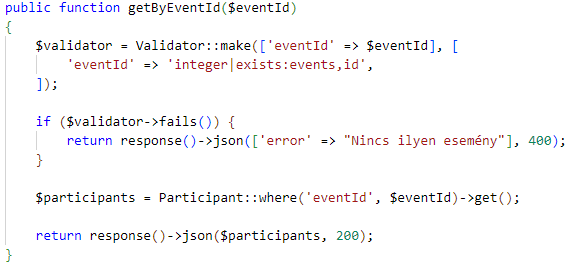 public function getByEventId($eventId)
{
    $validator = Validator::make(['eventId' => $eventId], [
        'eventId' => 'integer|exists:events,id',
    ]);

    if ($validator->fails()) {
        return response()->json(['error' => "Nincs ilyen esemény"], 400);
    }

    $participants = Participant::where('eventId', $eventId)->get();

    return response()->json($participants, 200);
}